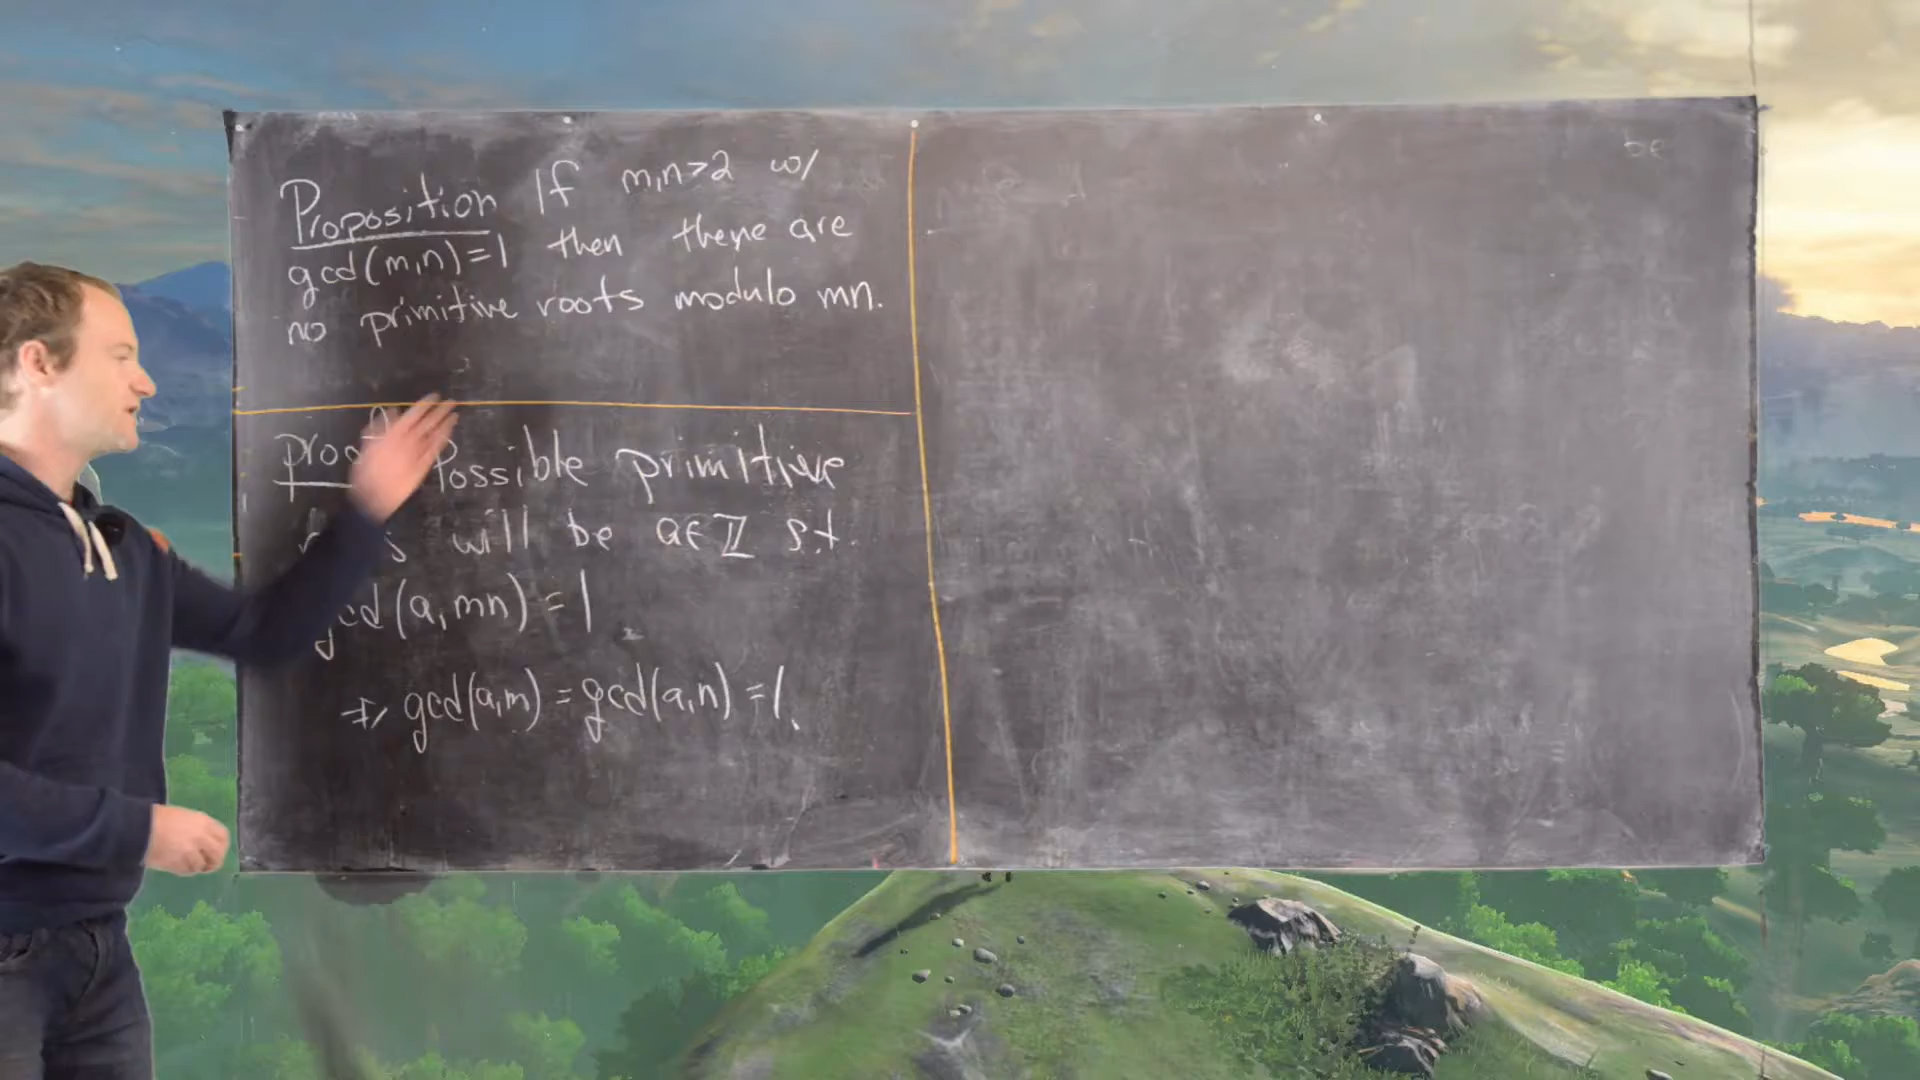 Proposition If m,n>2 w/
gcd(m,n)=1 then there are
no primitive roots modulo mn.
Possible primitive
will be a∈ℤ s.t.
gcd(a,mn)=1
⇒ gcd(a,m)=gcd(a,n)=1.
be